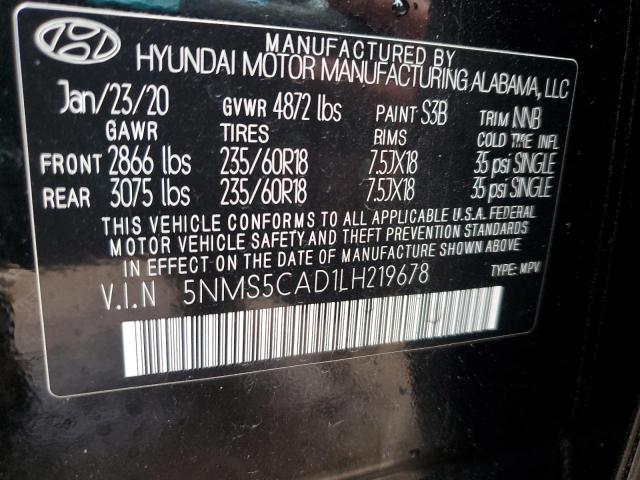 MANUFACTURED BY
HYUNDAI MOTOR MANUFACTURING ALABAMA, LLC
Jan/23/20 GVWR 4872 lbs PAINT S3B TRIM NNB
GAWR TIRES RIMS COLD TIRE INFL
FRONT 2866 lbs 235/60R18 7.5JX18 35 psi SINGLE
REAR 3075 lbs 235/60R18 7.5JX18 35 psi SINGLE
THIS VEHICLE CONFORMS TO ALL APPLICABLE U.S.A. FEDERAL
MOTOR VEHICLE SAFETY AND THEFT PREVENTION STANDARDS
IN EFFECT ON THE DATE OF MANUFACTURE SHOWN ABOVE
V.I.N 5NMS5CAD1LH219678 TYPE: MPV